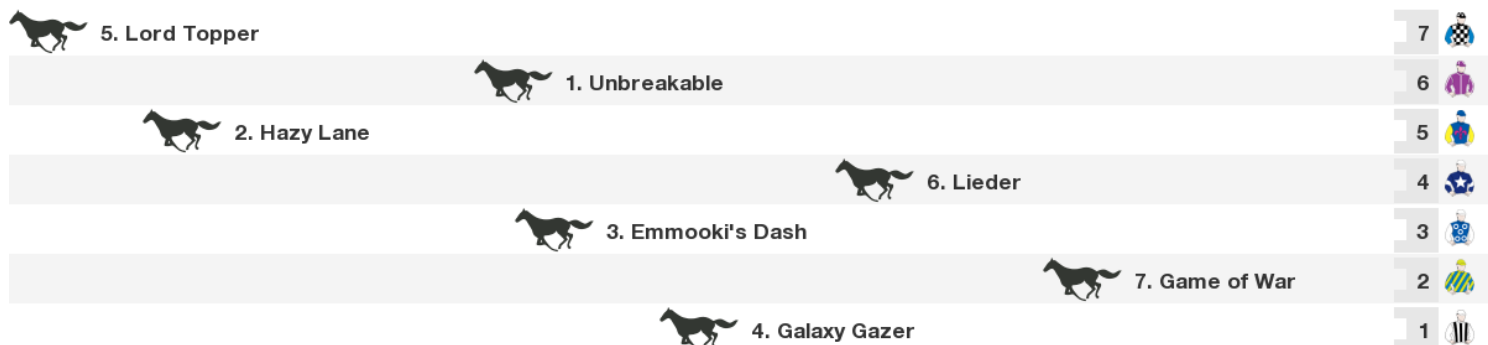 5. Lord Topper 7
1. Unbreakable 6
2. Hazy Lane 5
6. Lieder 4
3. Emmooki's Dash 3
7. Game of War 2
4. Galaxy Gazer 1